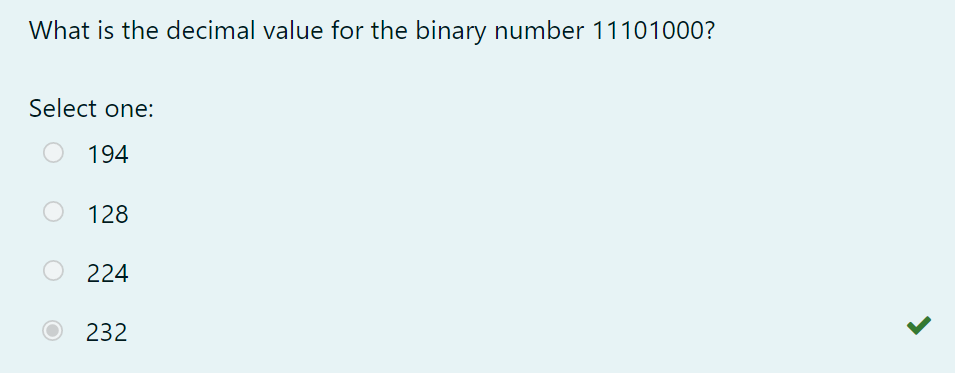 What is the decimal value for the binary number 11101000?
Select one:
194
128
224
232